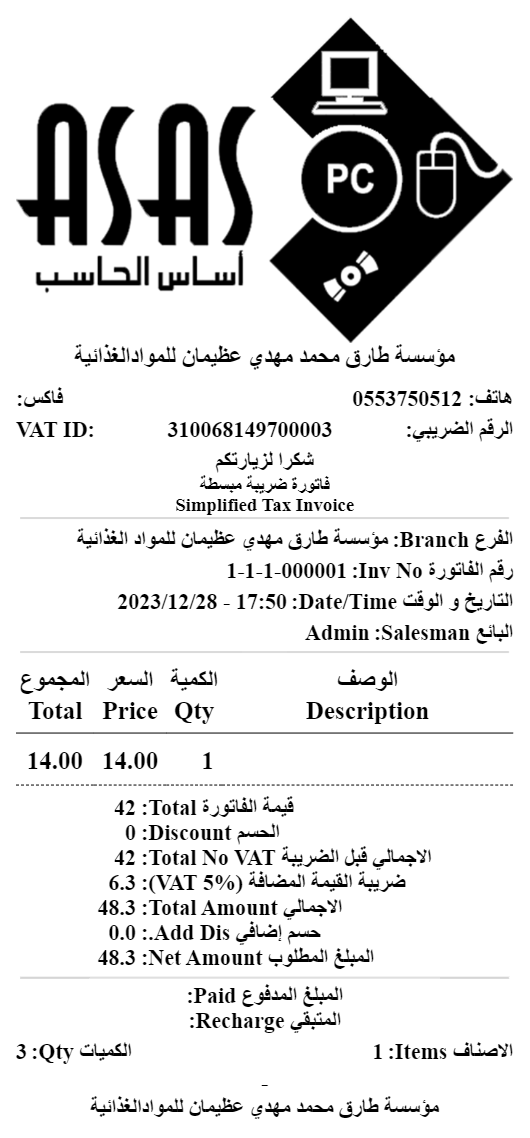 ASAS
أساس الحاسب
PC
مؤسسة طارق محمد مهدي عظيمان للموادالغذائية
هاتف: 0553750512 فاكس:
الرقم الضريبي: 310068149700003 VAT ID:
شكرا لزيارتكم
فاتورة ضريبة مبسطة
Simplified Tax Invoice
الفرع Branch: مؤسسة طارق مهدي عظيمان للمواد الغذائية
رقم الفاتورة Inv No: 1-1-1-000001
التاريخ و الوقت Date/Time: 17:50 - 2023/12/28
البائع Salesman: Admin
الوصف الكمية السعر المجموع
Description Qty Price Total
1 14.00 14.00
قيمة الفاتورة Total: 42
الحسم Discount: 0
الاجمالي قبل الضريبة Total No VAT: 42
ضريبة القيمة المضافة (VAT 5%): 6.3
الاجمالي Total Amount: 48.3
حسم إضافي Add Dis.: 0.0
المبلغ المطلوب Net Amount: 48.3
المبلغ المدفوع Paid:
المتبقي Recharge:
الاصناف Items: 1 الكميات Qty: 3
-
مؤسسة طارق محمد مهدي عظيمان للموادالغذائية